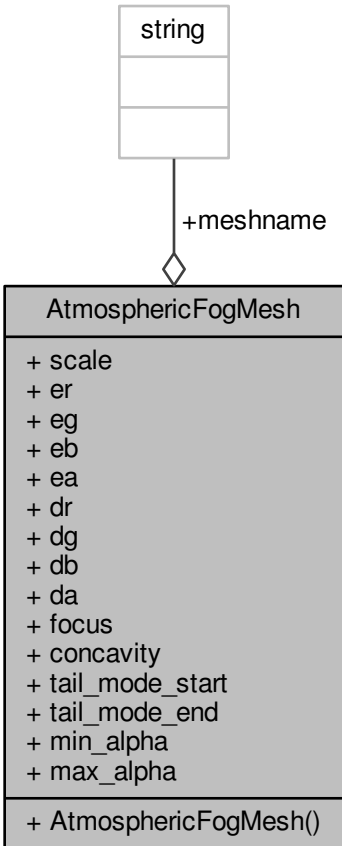 string
+meshname
AtmosphericFogMesh
+ scale
+ er
+ eg
+ eb
+ ea
+ dr
+ dg
+ db
+ da
+ focus
+ concavity
+ tail_mode_start
+ tail_mode_end
+ min_alpha
+ max_alpha
+ AtmosphericFogMesh()